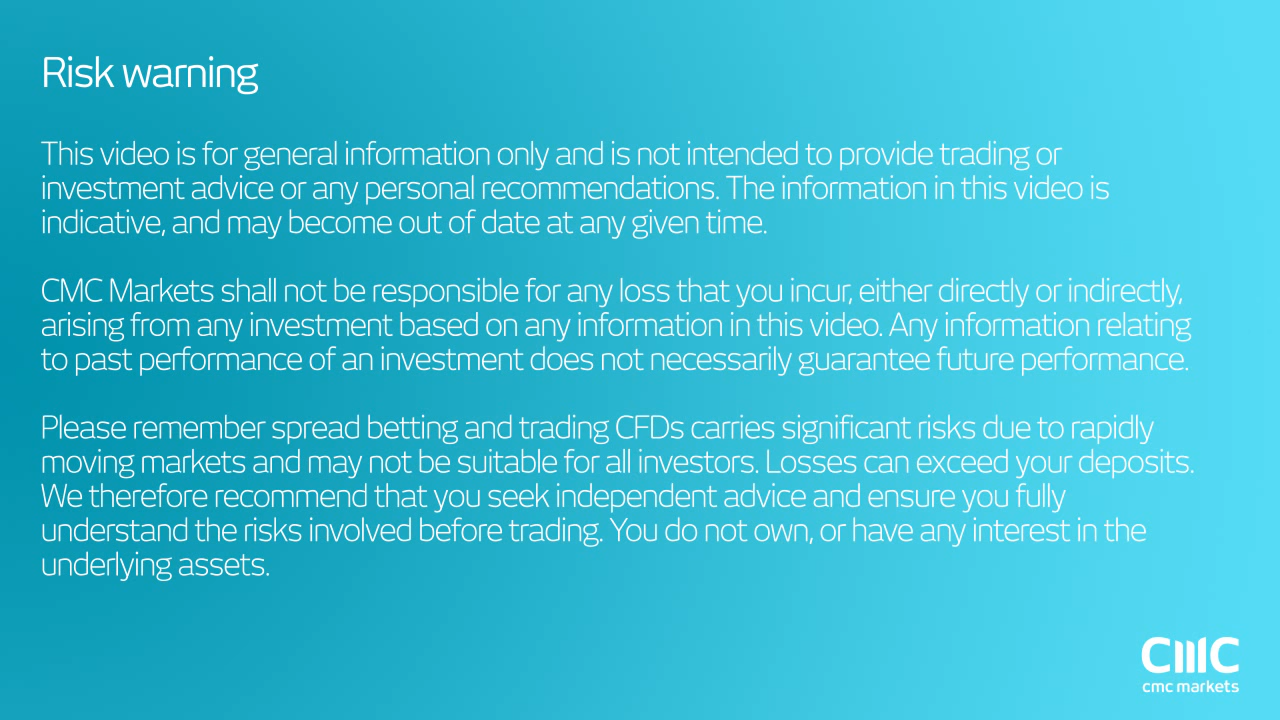 Risk warning
This video is for general information only and is not intended to provide trading or
investment advice or any personal recommendations. The information in this video is
indicative, and may become out of date at any given time.
CMC Markets shall not be responsible for any loss that you incur, either directly or indirectly,
arising from any investment based on any information in this video. Any information relating
to past performance of an investment does not necessarily guarantee future performance.
Please remember spread betting and trading CFDs carries significant risks due to rapidly
moving markets and may not be suitable for all investors. Losses can exceed your deposits.
We therefore recommend that you seek independent advice and ensure you fully
understand the risks involved before trading. You do not own, or have any interest in the
underlying assets.
CMC
cmc markets